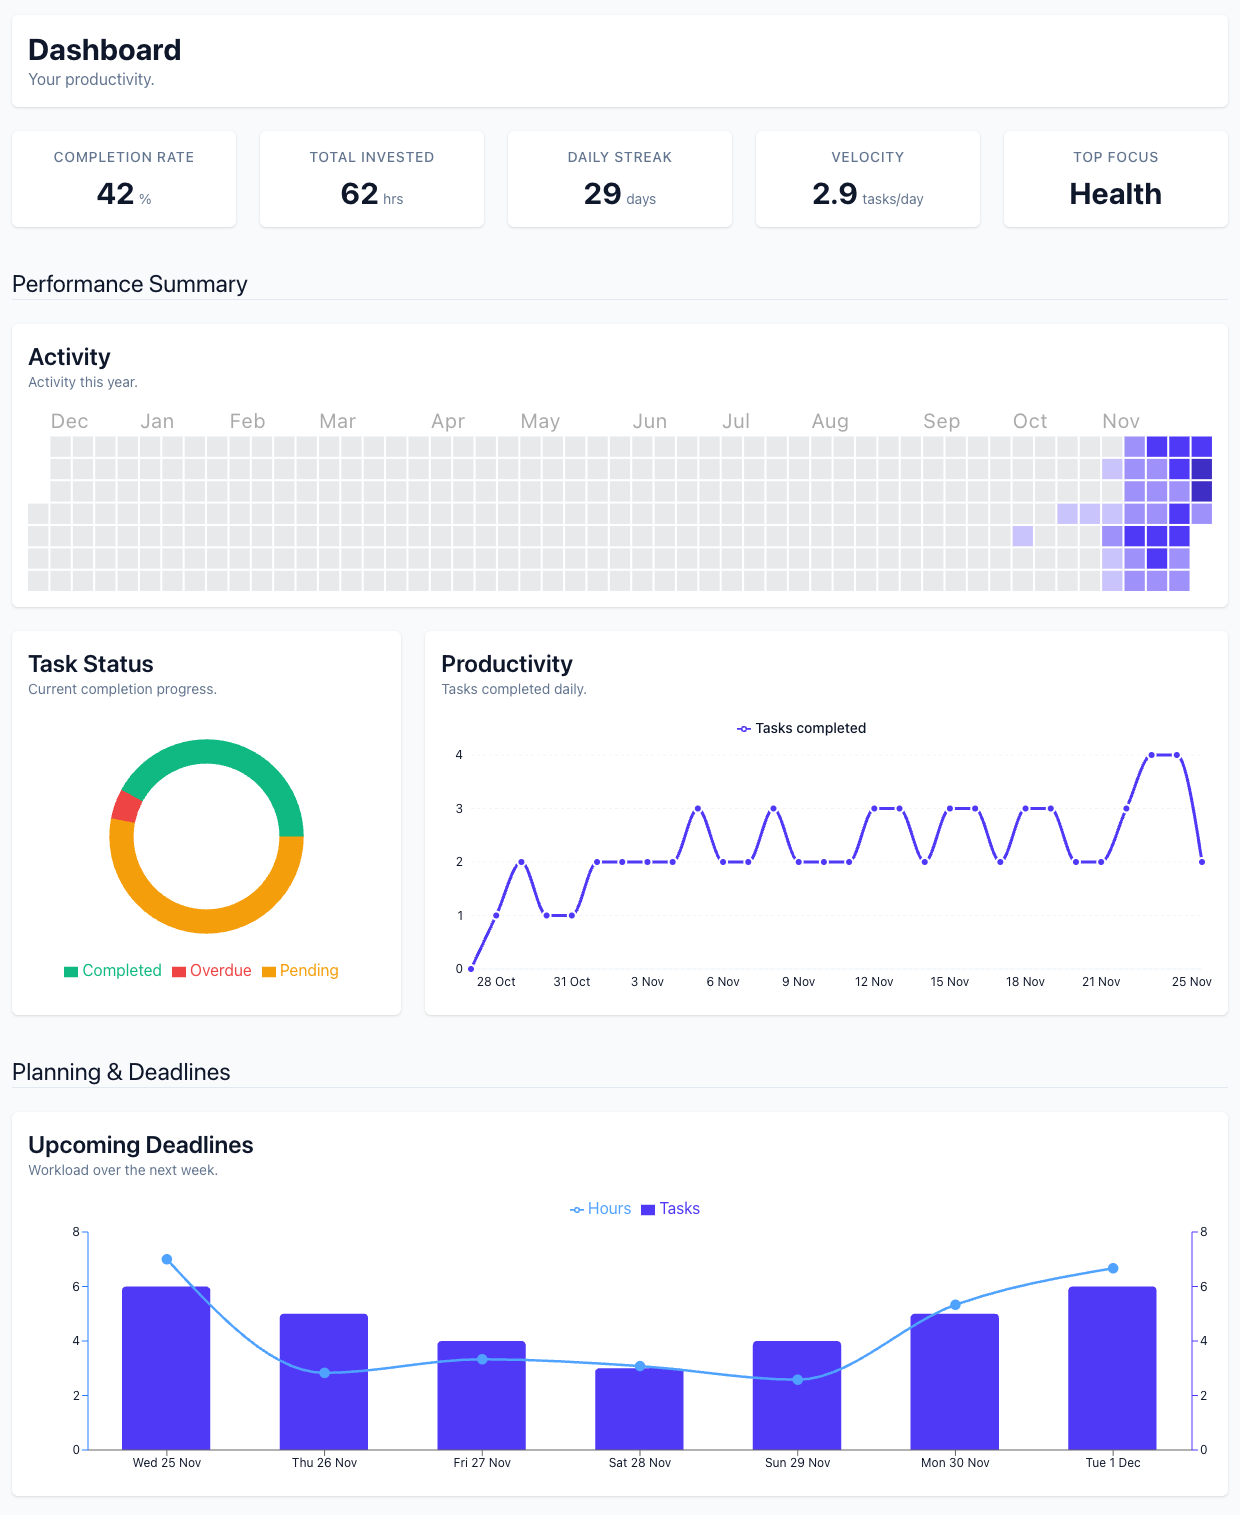 Dashboard
Your productivity.
COMPLETION RATE
42 %
TOTAL INVESTED
62 hrs
DAILY STREAK
29 days
VELOCITY
2.9 tasks/day
TOP FOCUS
Health
Performance Summary
Activity
Activity this year.
Dec Jan Feb Mar Apr May Jun Jul Aug Sep Oct Nov
Task Status
Current completion progress.
Completed Overdue Pending
Productivity
Tasks completed daily.
Tasks completed
4
3
2
1
0
28 Oct 31 Oct 3 Nov 6 Nov 9 Nov 12 Nov 15 Nov 18 Nov 21 Nov 25 Nov
Planning & Deadlines
Upcoming Deadlines
Workload over the next week.
Hours Tasks
8 8
6 6
4 4
2 2
0 0
Wed 25 Nov Thu 26 Nov Fri 27 Nov Sat 28 Nov Sun 29 Nov Mon 30 Nov Tue 1 Dec